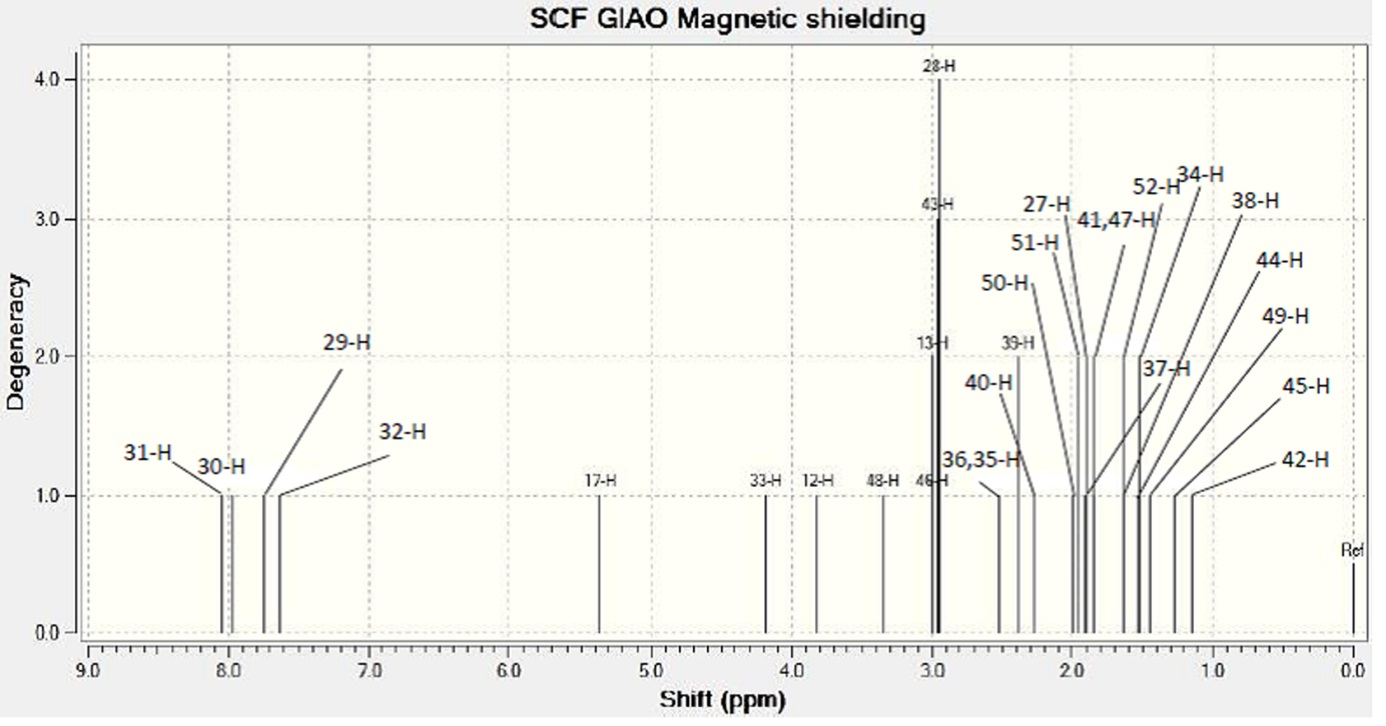 SCF GIAO Magnetic shielding
28-H
4.0
34-H
52-H
38-H
27-H
43-H
41,47-H
3.0
51-H
44-H
50-H
49-H
29-H
13-H
39-H
2.0
37-H
40-H
45-H
32-H
31-H
30-H
36,35-H
42-H
17-H
33-H
12-H
48-H
46-H
1.0
Ref
0.0
Degeneracy
9.0 8.0 7.0 6.0 5.0 4.0 3.0 2.0 1.0 0.0
Shift (ppm)